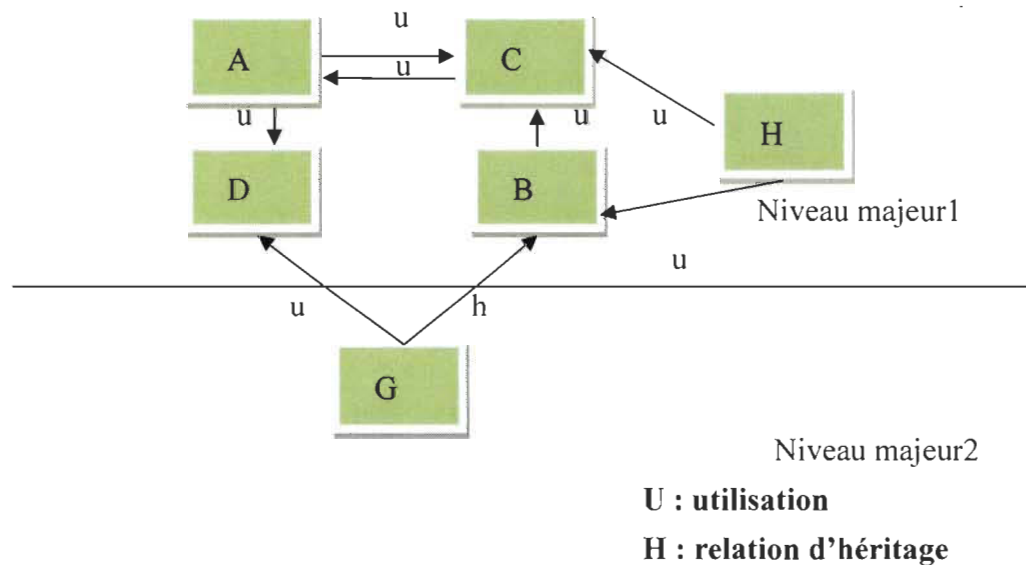 u
A
C
u
u
u
u
H
D
B
Niveau majeur1
u
u
h
G
Niveau majeur2
U : utilisation
H : relation d’héritage